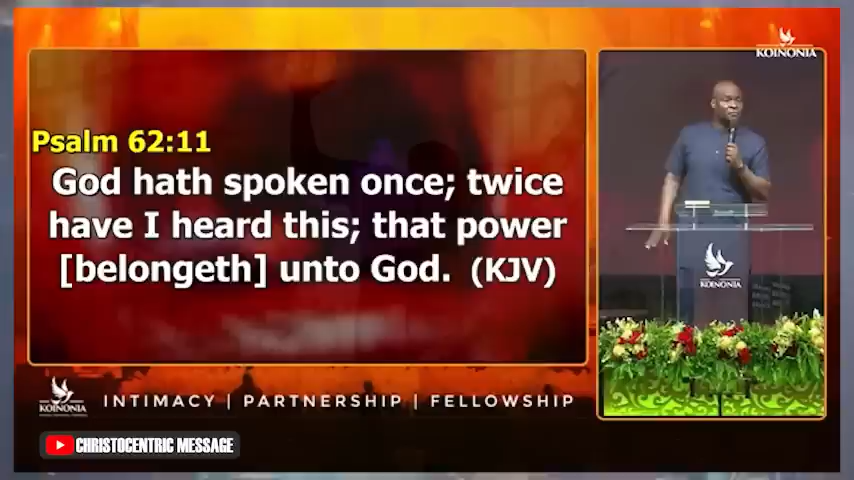 KOINONIA
Psalm 62:11
God hath spoken once; twice
have I heard this; that power
[belongeth] unto God. (KJV)
KOINONIA
KOINONIA
INTIMACY | PARTNERSHIP | FELLOWSHIP
CHRISTOCENTRIC MESSAGE